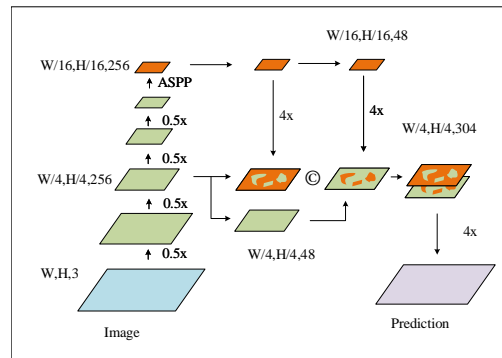 W/16,H/16,48
W/16,H/16,256
ASPP
0.5x
4x
4x
W/4,H/4,304
0.5x
W/4,H/4,256
©
0.5x
4x
W/4,H/4,48
W,H,3
0.5x
Image
Prediction